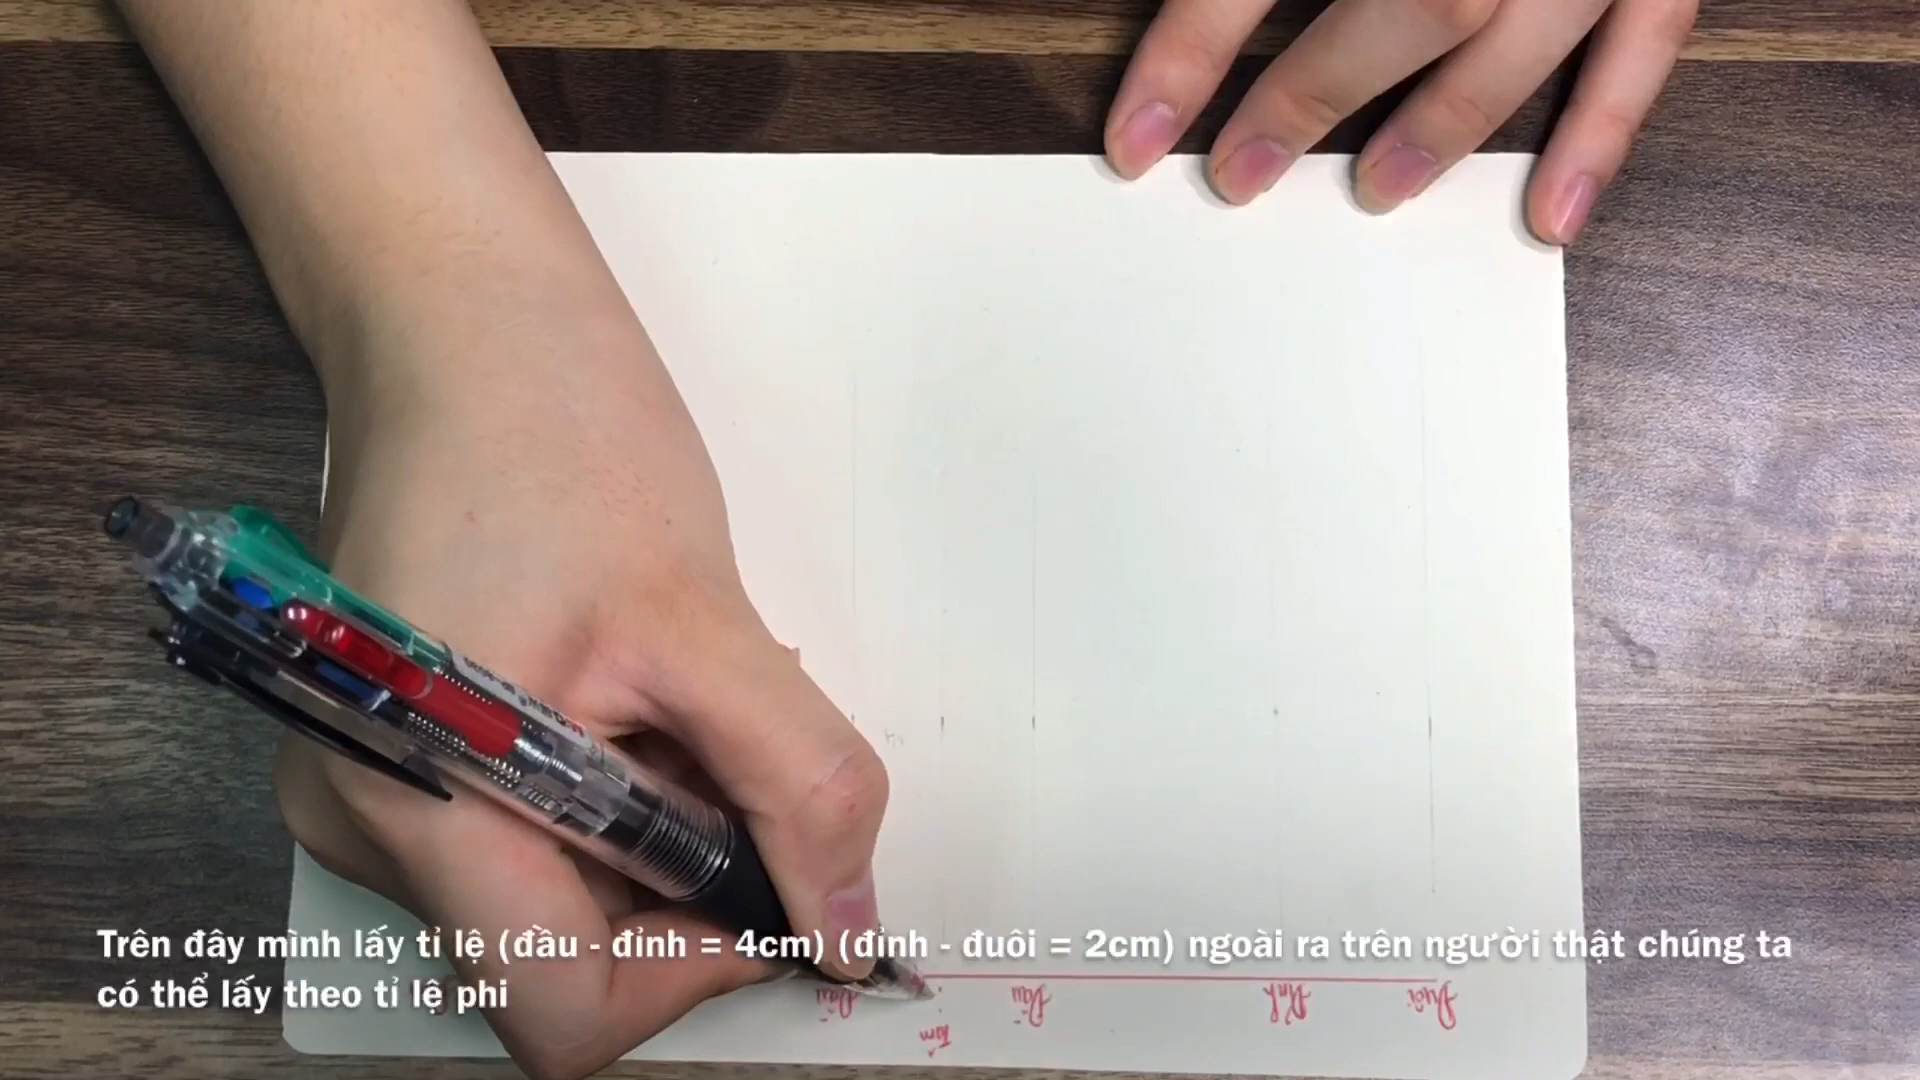 Trên đây mình lấy tỉ lệ (đầu - đỉnh = 4cm) (đỉnh - đuôi = 2cm) ngoài ra trên người thật chúng ta
có thể lấy theo tỉ lệ phi
Đuôi
Đỉnh
Đầu
Tâm
Đầu